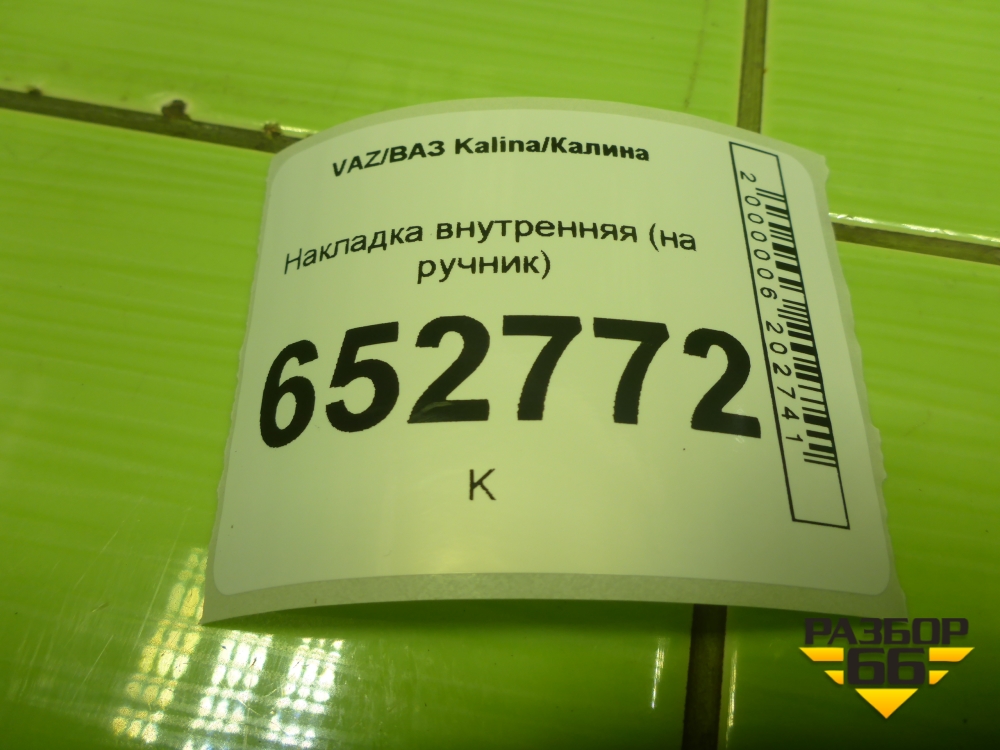 VAZ/ВАЗ Kalina/Калина
Накладка внутренняя (на
ручник)
652772
К
2000006202741
РАЗБОР
66